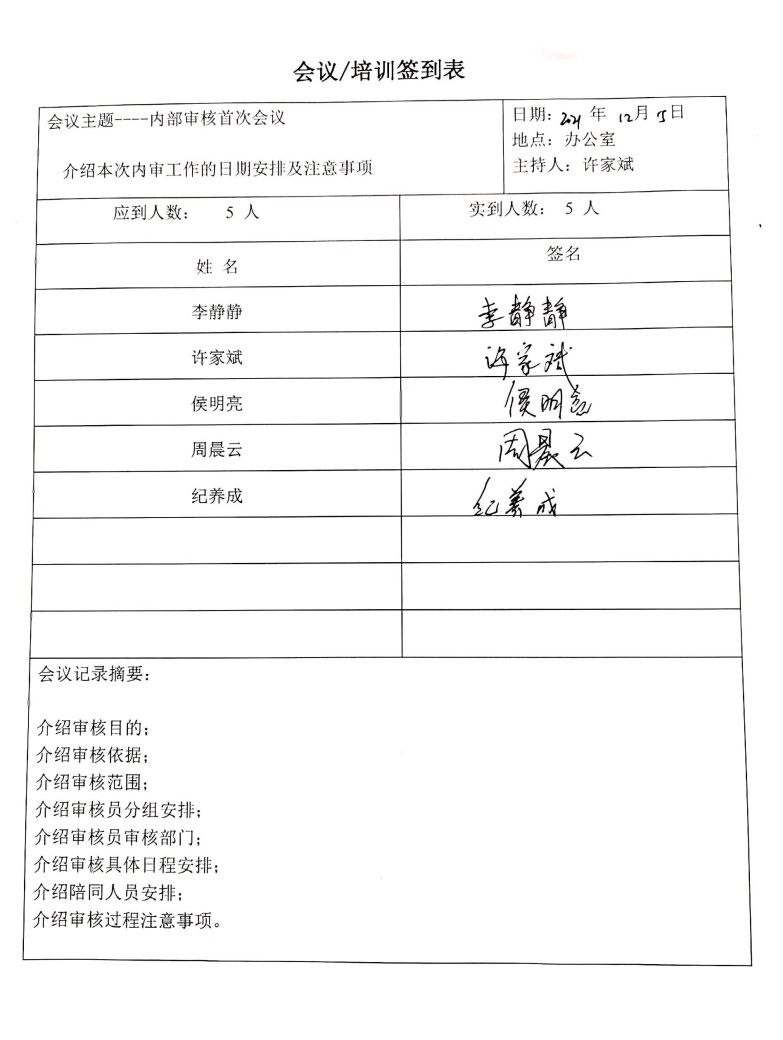 会议/培训签到表
会议主题----内部审核首次会议
介绍本次内审工作的日期安排及注意事项
日期: 2021 年 12月 5日
地点: 办公室
主持人: 许家斌
应到人数: 5 人
实到人数: 5 人
姓 名
签名
李静静
李静静
许家斌
许家斌
侯明亮
侯明亮
周晨云
周晨云
纪养成
纪养成
会议记录摘要:
介绍审核目的;
介绍审核依据;
介绍审核范围;
介绍审核员分组安排;
介绍审核员审核部门;
介绍审核具体日程安排;
介绍陪同人员安排;
介绍审核过程注意事项。